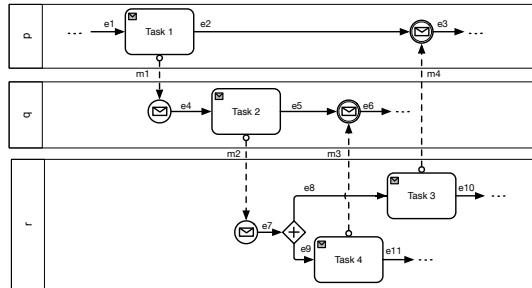 p
e1
Task 1
e2
e3
m1
m4
q
e4
Task 2
e5
e6
m2
m3
r
e7
e8
e9
Task 3
e10
Task 4
e11